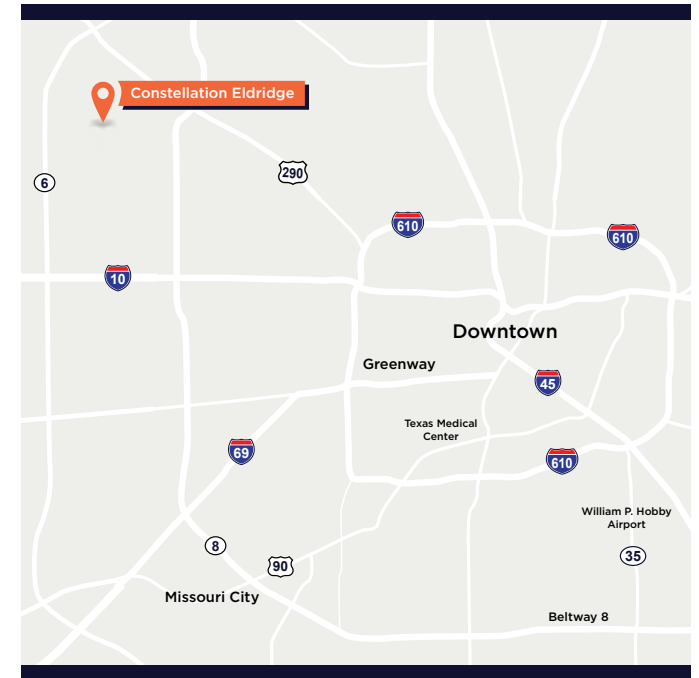 Constellation Eldridge
290
6
610
610
10
Downtown
Greenway
45
Texas Medical
Center
69
610
William P. Hobby
Airport
8
35
90
Missouri City
Beltway 8